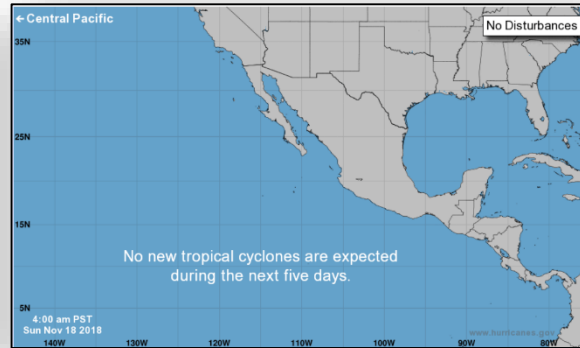 ←Central Pacific
No Disturbances
35N
25N
15N
No new tropical cyclones are expected
during the next five days.
5N
4:00 am PST
Sun Nov 18 2018
www.hurricanes.gov
140W 130W 120W 110W 100W 90W 80W